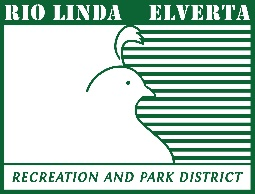 RIO LINDA ELVERTA
RECREATION AND PARK DISTRICT